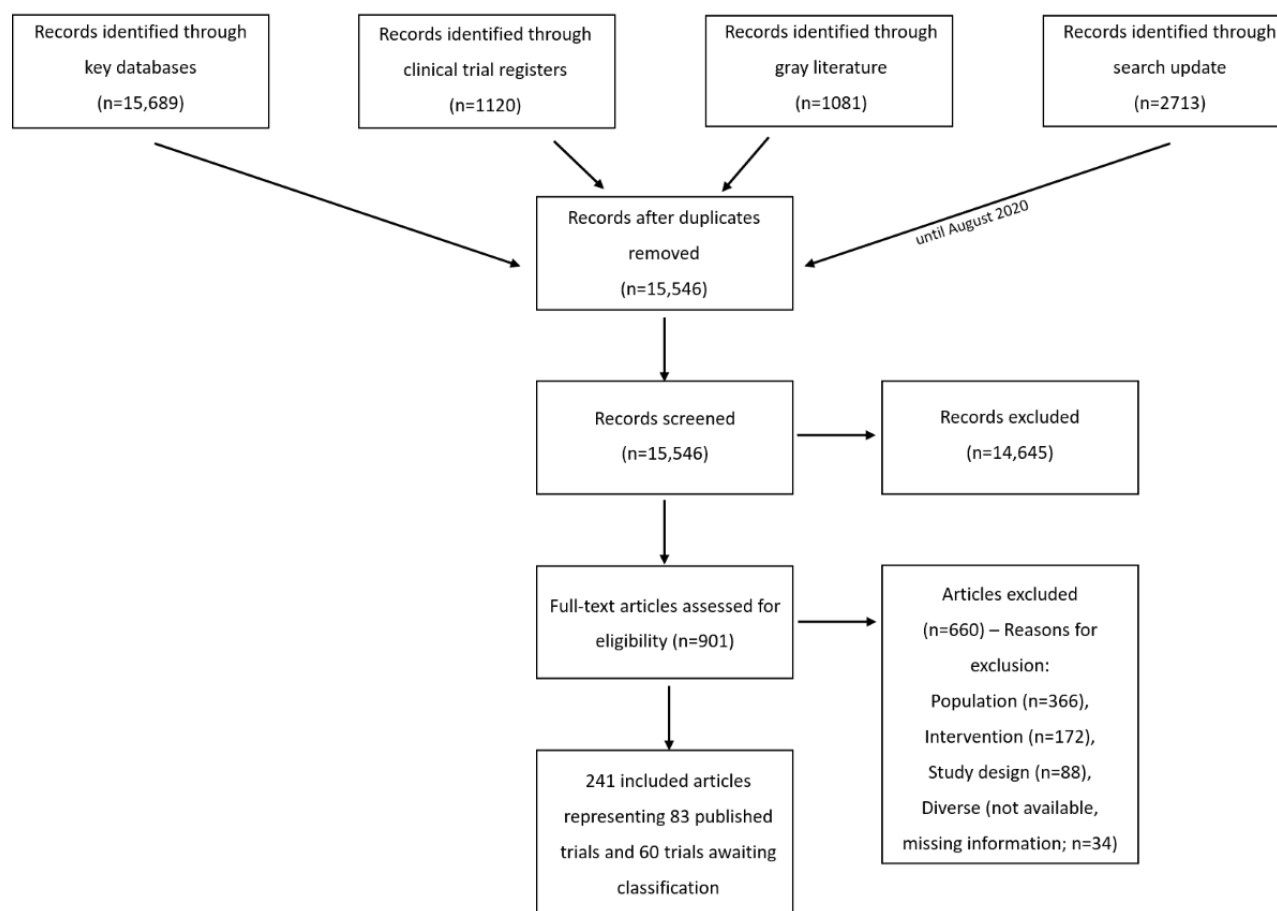 Records identified through
key databases
(n=15,689)
Records identified through
clinical trial registers
(n=1120)
Records identified through
gray literature
(n=1081)
Records identified through
search update
(n=2713)
until August 2020
Records after duplicates
removed
(n=15,546)
Records screened
(n=15,546)
Records excluded
(n=14,645)
Full-text articles assessed for
eligibility (n=901)
Articles excluded
(n=660) – Reasons for
exclusion:
Population (n=366),
Intervention (n=172),
Study design (n=88),
Diverse (not available,
missing information; n=34)
241 included articles
representing 83 published
trials and 60 trials awaiting
classification